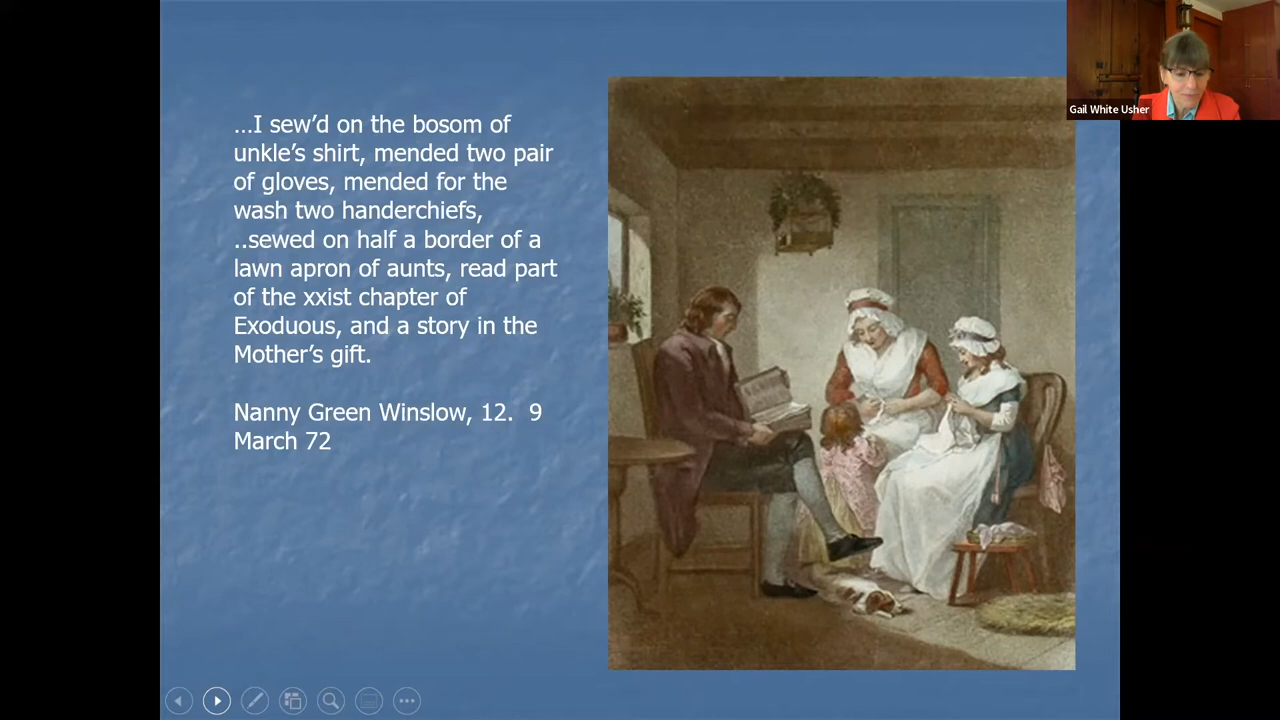 …I sew’d on the bosom of
unkle’s shirt, mended two pair
of gloves, mended for the
wash two handerchiefs,
..sewed on half a border of a
lawn apron of aunts, read part
of the xxist chapter of
Exoduous, and a story in the
Mother’s gift.
Nanny Green Winslow, 12.  9
March 72
Gail White Usher